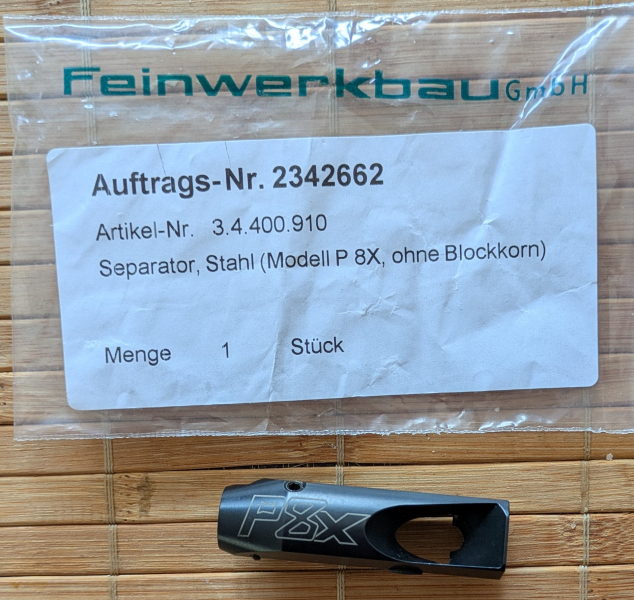 Feinwerkbau GmbH
Auftrags-Nr. 2342662
Artikel-Nr. 3.4.400.910
Separator, Stahl (Modell P 8X, ohne Blockkorn)
Menge 1 Stück
P8X